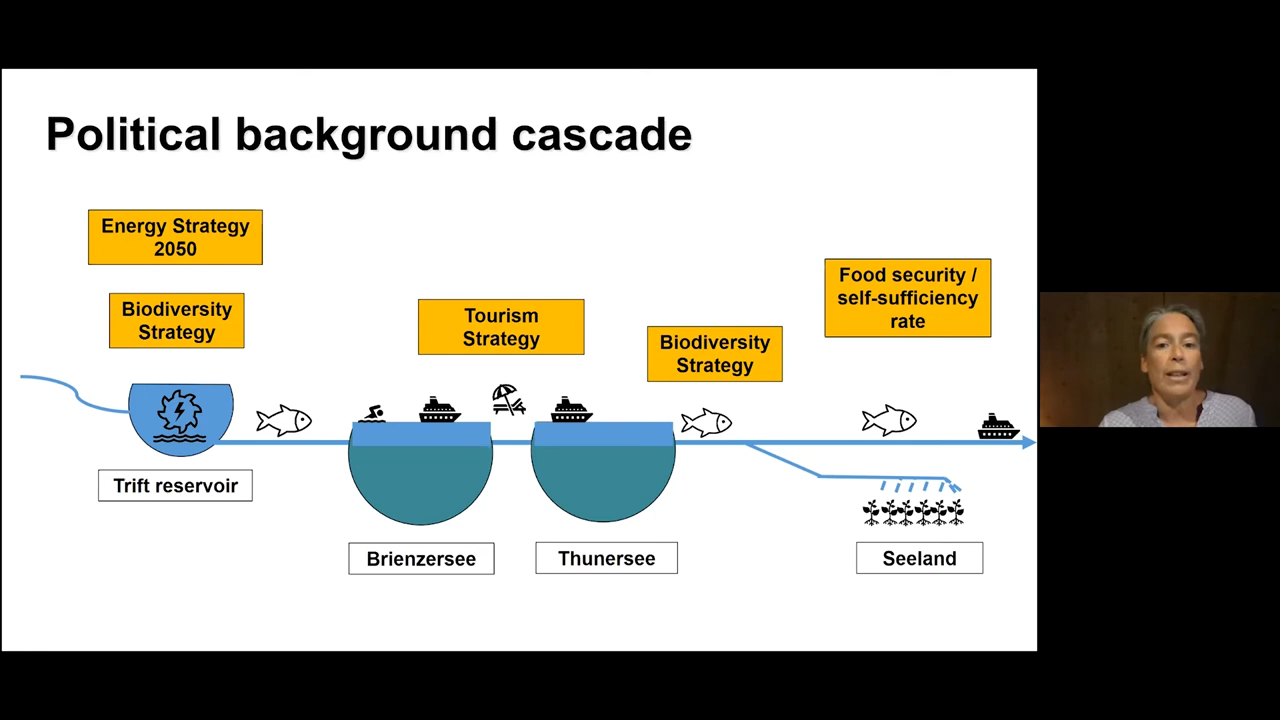 Political background cascade
Energy Strategy
2050
Biodiversity
Strategy
Tourism
Strategy
Biodiversity
Strategy
Food security /
self-sufficiency
rate
Trift reservoir
Brienzersee
Thunersee
Seeland